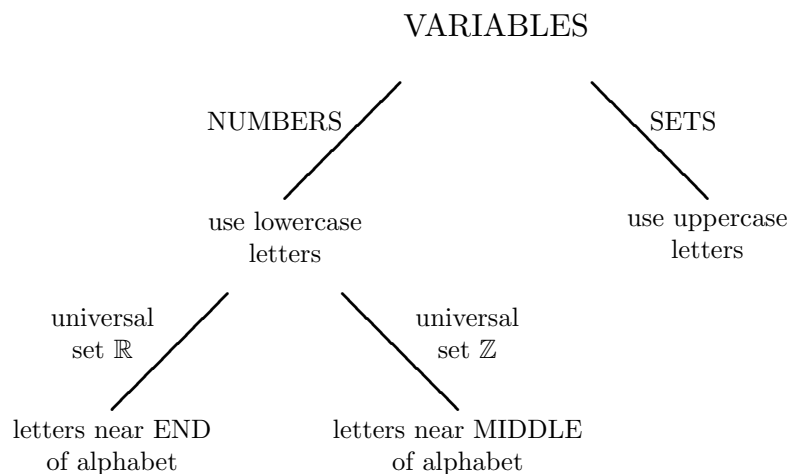 VARIABLES
NUMBERS
SETS
use lowercase
letters
use uppercase
letters
universal
set ℝ
universal
set ℤ
letters near END
of alphabet
letters near MIDDLE
of alphabet